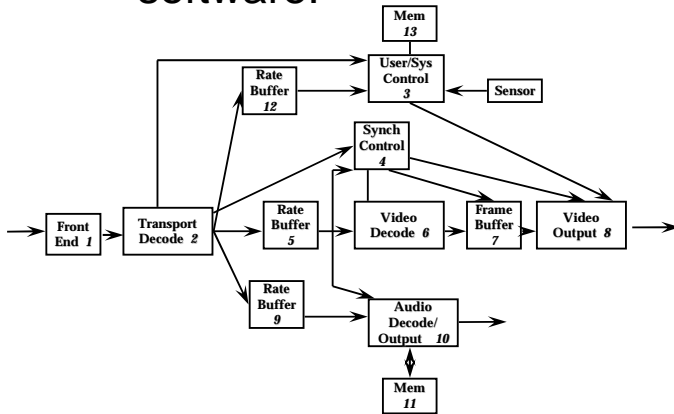 software.
Mem
13
User/Sys
Control
3
Rate
Buffer
12
Sensor
Synch
Control
4
Front
End 1
Transport
Decode 2
Rate
Buffer
5
Video
Decode 6
Frame
Buffer
7
Video
Output 8
Rate
Buffer
9
Audio
Decode/
Output 10
Mem
11